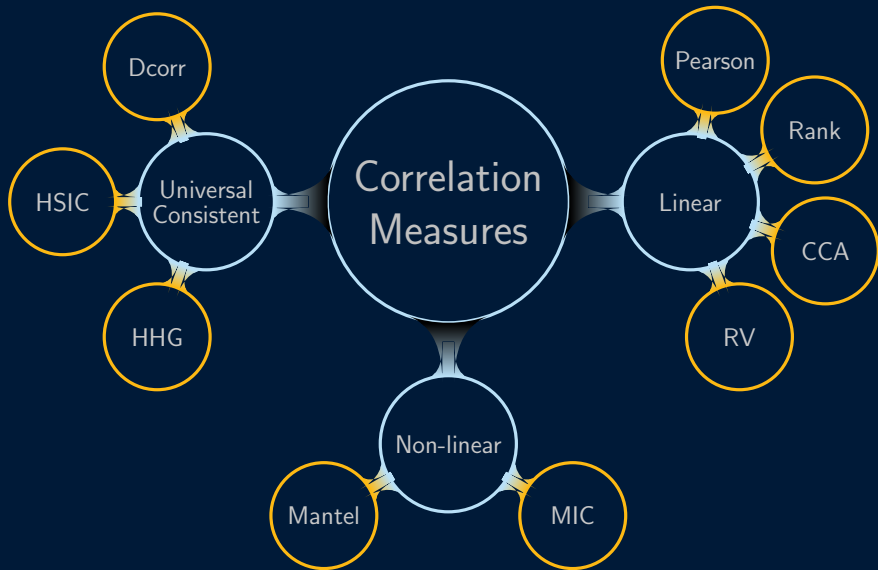 Correlation
Measures
Universal
Consistent
Dcorr
HSIC
HHG
Linear
Pearson
Rank
CCA
RV
Non-linear
Mantel
MIC